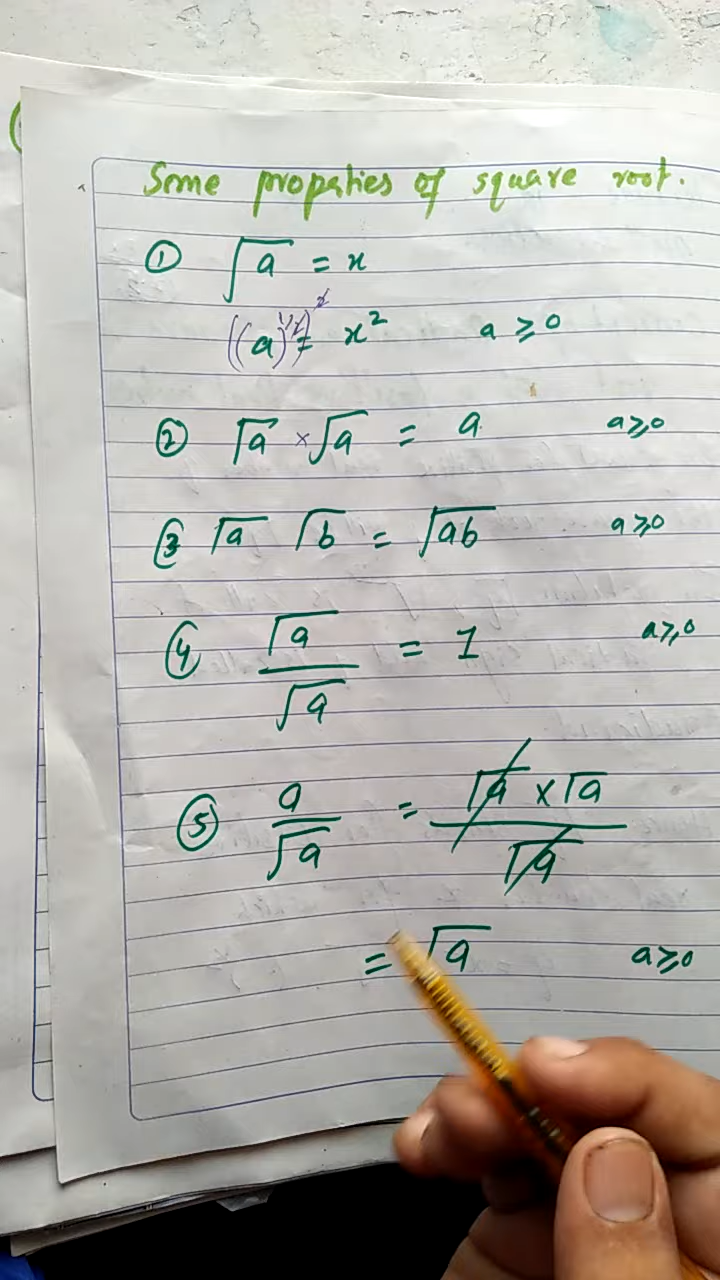 Some propaties of square root.
① √a = x
((a)^1/2)^2 = x² a ≥ 0
② √a × √a = a a ≥ 0
③ √a √b = √ab a ≥ 0
④ √a/√a = 1 a ≥ 0
⑤ a/√a = √a × √a/√a
= √a a ≥ 0